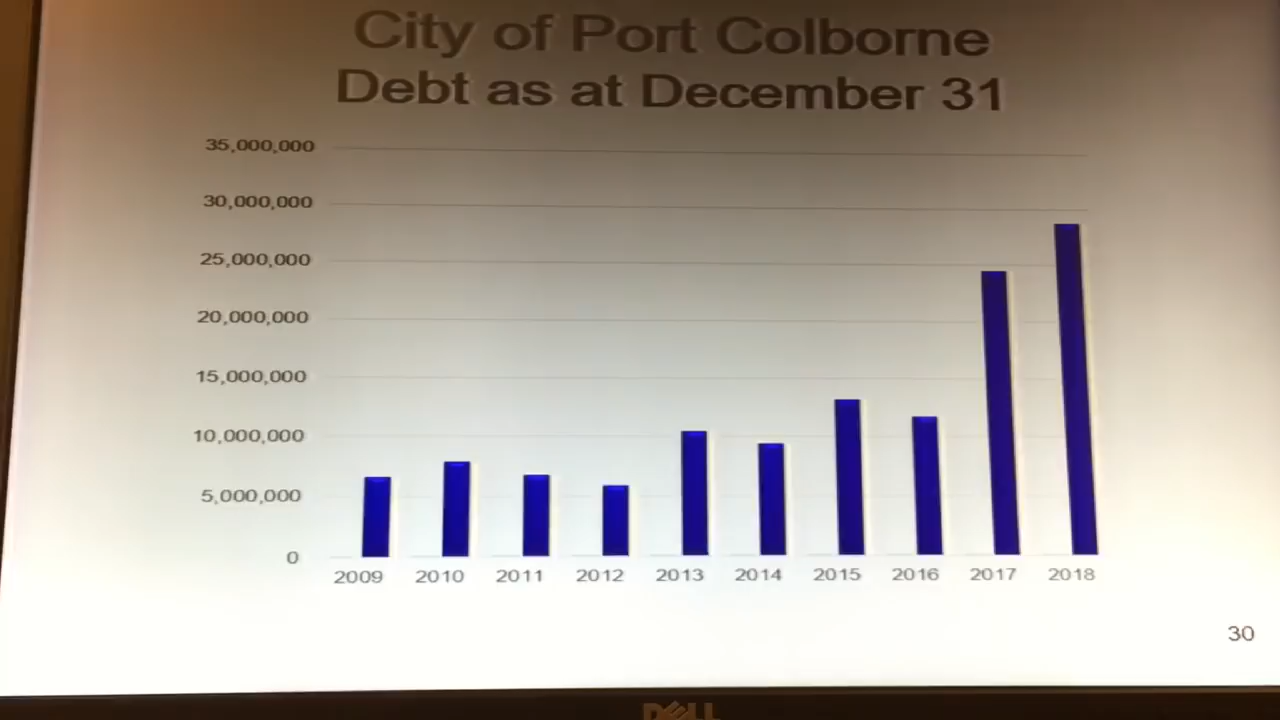 City of Port Colborne
Debt as at December 31
35,000,000
30,000,000
25,000,000
20,000,000
15,000,000
10,000,000
5,000,000
0
2009 2010 2011 2012 2013 2014 2015 2016 2017 2018
30
DELL